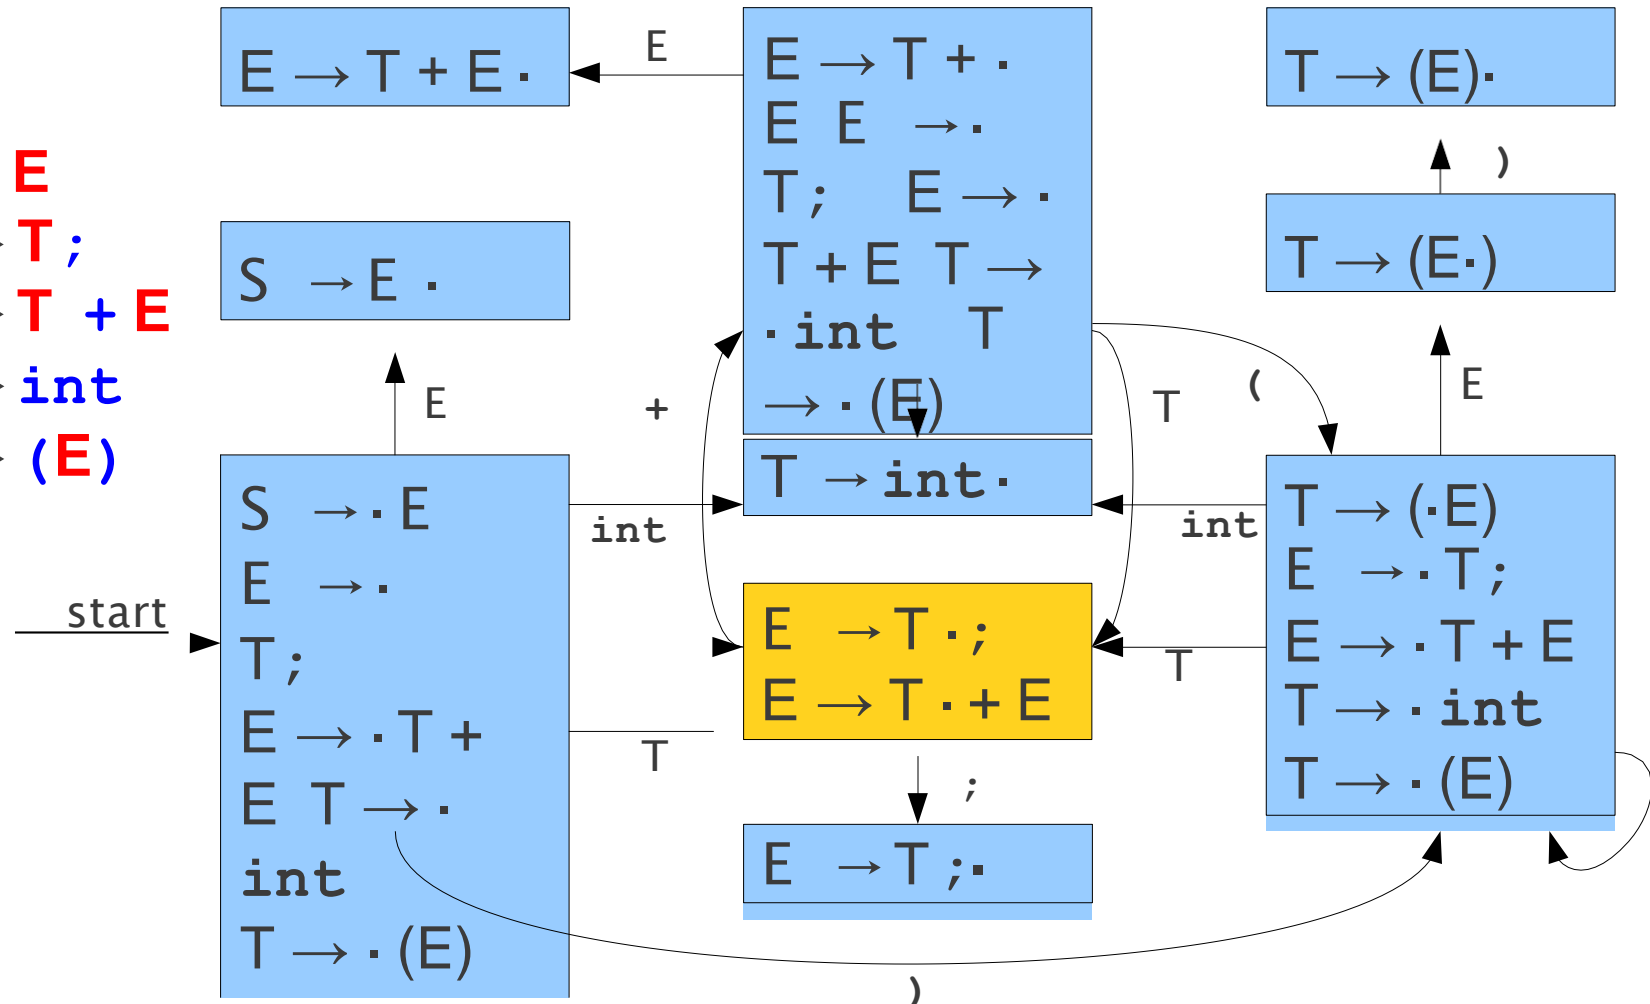 E
T ;
T + E
int
(E)
start
E → T + E ·
E
S → E ·
E
S → · E
E → ·
T ;
E → · T +
E T → ·
int
T → · (E)
int
T
+
E → T + ·
E E → ·
T ; E → ·
T + E T →
· int T
→ · (E)
T → int ·
E → T · ;
E → T · + E
;
E → T ; ·
)
T
(
int
T
T → (E) ·
)
T → (E · )
E
T → ( · E)
E → · T ;
E → · T + E
T → · int
T → · (E)